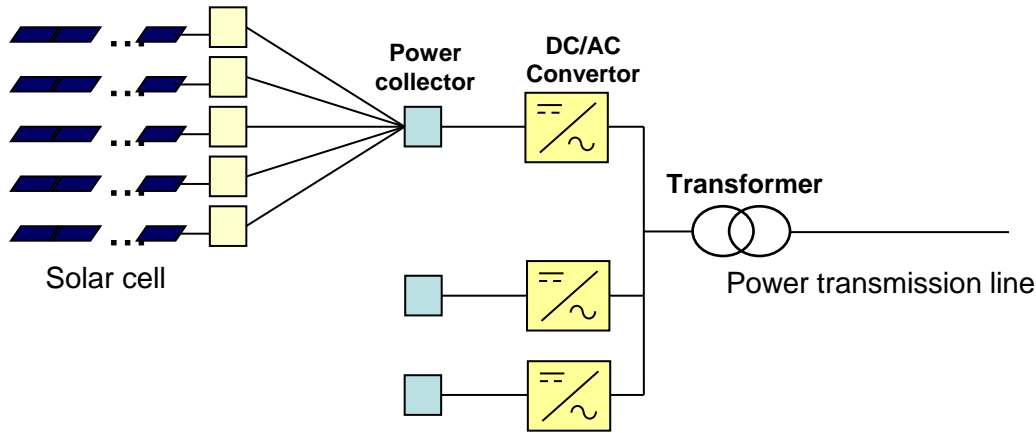 Power
collector
DC/AC
Convertor
Transformer
Solar cell
Power transmission line